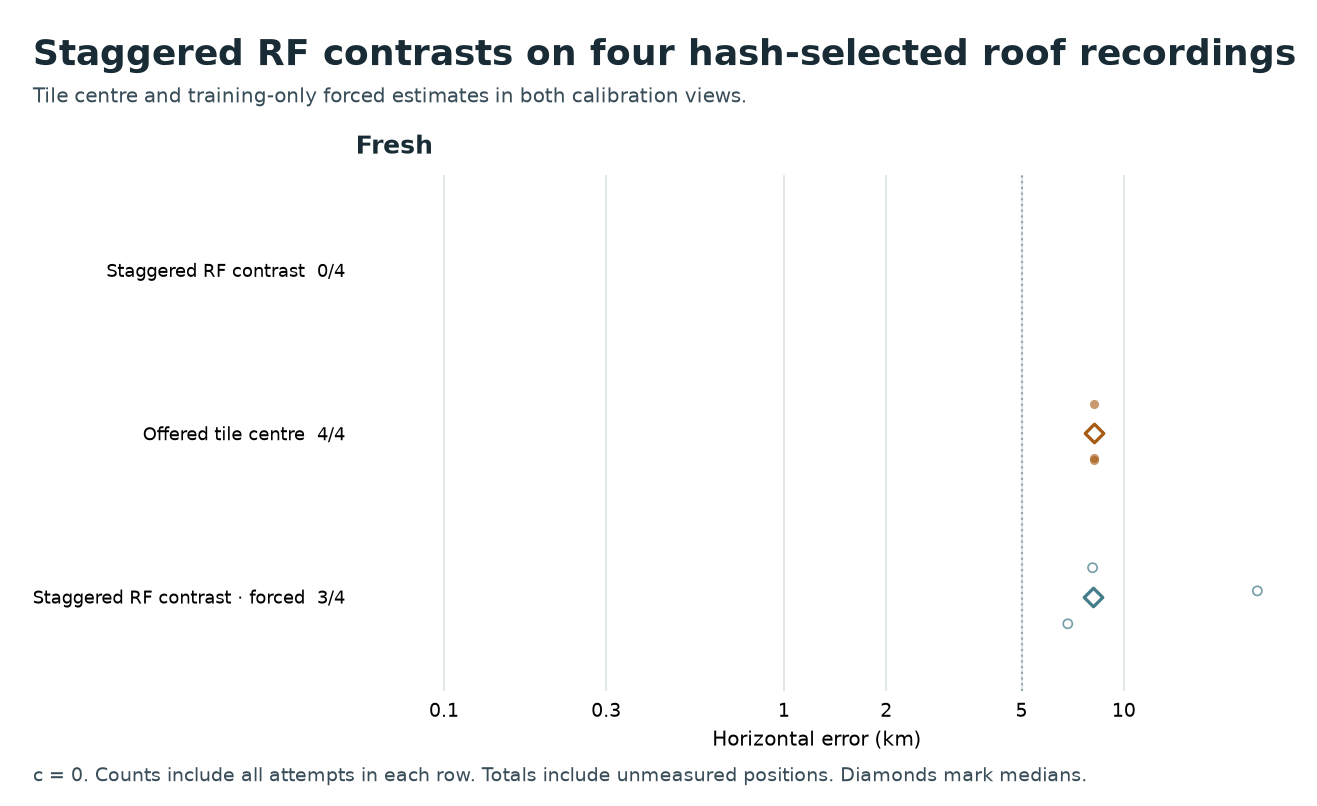 Staggered RF contrasts on four hash-selected roof recordings
Tile centre and training-only forced estimates in both calibration views.
Fresh
Staggered RF contrast 0/4
Offered tile centre 4/4
Staggered RF contrast · forced 3/4
0.1 0.3 1 2 5 10
Horizontal error (km)
c = 0. Counts include all attempts in each row. Totals include unmeasured positions. Diamonds mark medians.